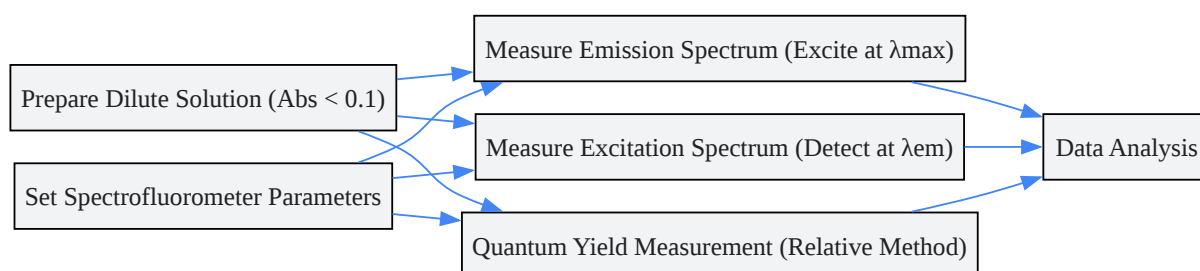 Measure Emission Spectrum (Excite at λmax)
Prepare Dilute Solution (Abs < 0.1)
Measure Excitation Spectrum (Detect at λem)
Data Analysis
Set Spectrofluorometer Parameters
Quantum Yield Measurement (Relative Method)